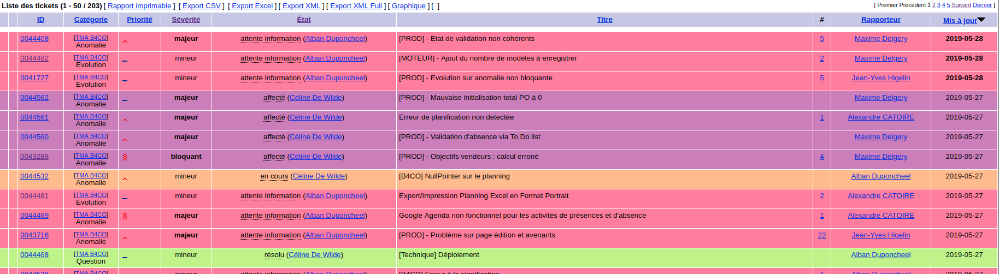 Liste des tickets (1 - 50 / 203) [ Rapport imprimable ] [ Export CSV ] [ Export Excel ] [ Export XML ] [ Export XML Full ] [ Graphique ] [ ] [ Premier Précédent 1 2 3 4 5 Suivant Dernier ]
ID Catégorie Priorité Sévérité État Titre # Rapporteur Mis à jour
0044408 [TMA B4CO] Anomalie majeur attente information (Alban Duponcheel) [PROD] - Etat de validation non cohérents 5 Maxime Delgery 2019-05-28
0044482 [TMA B4CO] Evolution mineur attente information (Alban Duponcheel) [MOTEUR] - Ajout du nombre de modèles à enregistrer 2 Maxime Delgery 2019-05-28
0041727 [TMA B4CO] Evolution mineur attente information (Alban Duponcheel) [PROD] - Evolution sur anomalie non bloquante 5 Jean-Yves Higelin 2019-05-28
0044562 [TMA B4CO] Anomalie majeur affecté (Céline De Wilde) [PROD] - Mauvaise initialisation total PO à 0 Maxime Delgery 2019-05-27
0044561 [TMA B4CO] Anomalie majeur affecté (Céline De Wilde) Erreur de planification non detectée 1 Alexandre CATOIRE 2019-05-27
0044560 [TMA B4CO] Anomalie majeur affecté (Céline De Wilde) [PROD] - Validation d'absence via To Do list Maxime Delgery 2019-05-27
0043288 [TMA B4CO] Anomalie bloquant affecté (Céline De Wilde) [PROD] - Objectifs vendeurs : calcul erroné 4 Maxime Delgery 2019-05-27
0044532 [TMA B4CO] Anomalie mineur en cours (Céline De Wilde) [B4CO] NullPointer sur le planning Alban Duponcheel 2019-05-27
0044481 [TMA B4CO] Evolution mineur attente information (Alban Duponcheel) Export/Impression Planning Excel en Format Portrait 2 Alexandre CATOIRE 2019-05-27
0044469 [TMA B4CO] Anomalie majeur attente information (Alban Duponcheel) Google Agenda non fonctionnel pour les activités de présences et d'absence 1 Alexandre CATOIRE 2019-05-27
0043716 [TMA B4CO] Anomalie majeur attente information (Alban Duponcheel) [PROD] - Problème sur page édition et avenants 22 Jean-Yves Higelin 2019-05-27
0044468 [TMA B4CO] Question mineur résolu (Céline De Wilde) [Technique] Déploiement Alban Duponcheel 2019-05-27
[TMA B4CO] mineur attente information (Alban Duponcheel) [B4CO] Erreur à la planification 1 Alban Duponcheel 2019-05-27